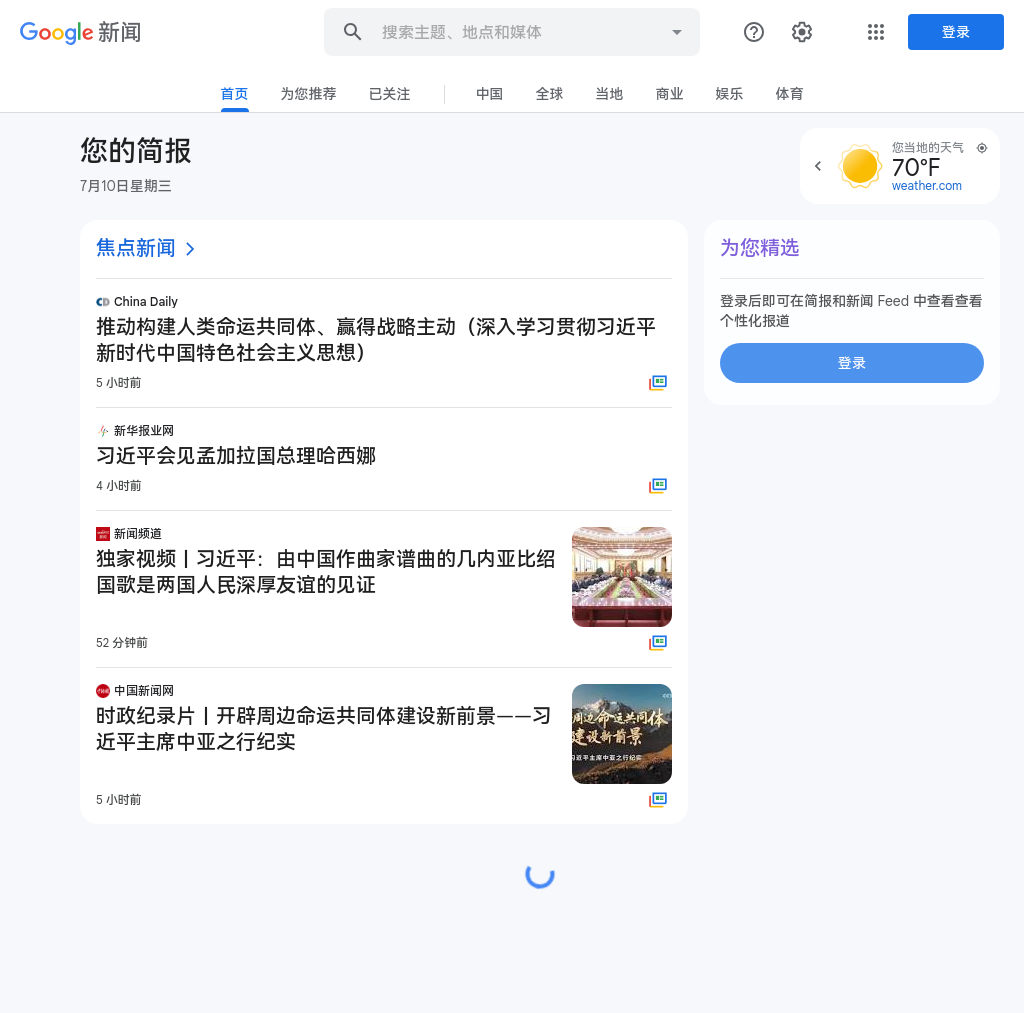 Google 新闻
搜索主题、地点和媒体
登录
首页
为您推荐
已关注
中国
全球
当地
商业
娱乐
体育
您的简报
7月10日星期三
您当地的天气
70°F
weather.com
焦点新闻
China Daily
推动构建人类命运共同体、赢得战略主动（深入学习贯彻习近平
新时代中国特色社会主义思想）
5 小时前
新华报业网
习近平会见孟加拉国总理哈西娜
4 小时前
新闻频道
独家视频丨习近平：由中国作曲家谱曲的几内亚比绍
国歌是两国人民深厚友谊的见证
52 分钟前
中国新闻网
时政纪录片丨开辟周边命运共同体建设新前景——习
近平主席中亚之行纪实
周边命运共同体
建设新前景
习近平主席中亚之行纪实
5 小时前
为您精选
登录后即可在简报和新闻 Feed 中查看查看
个性化报道
登录